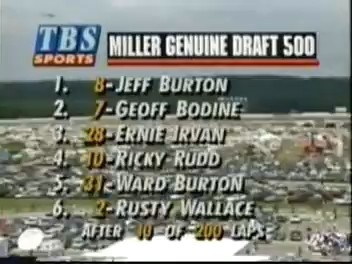 TBS
SPORTS
MILLER GENUINE DRAFT 500
1. 8-JEFF BURTON
2. 7-GEOFF BODINE
3. 28-ERNIE IRVAN
4. 10-RICKY RUDD
5. 31-WARD BURTON
6. 2-RUSTY WALLACE
AFTER 10 OF 200 LAPS